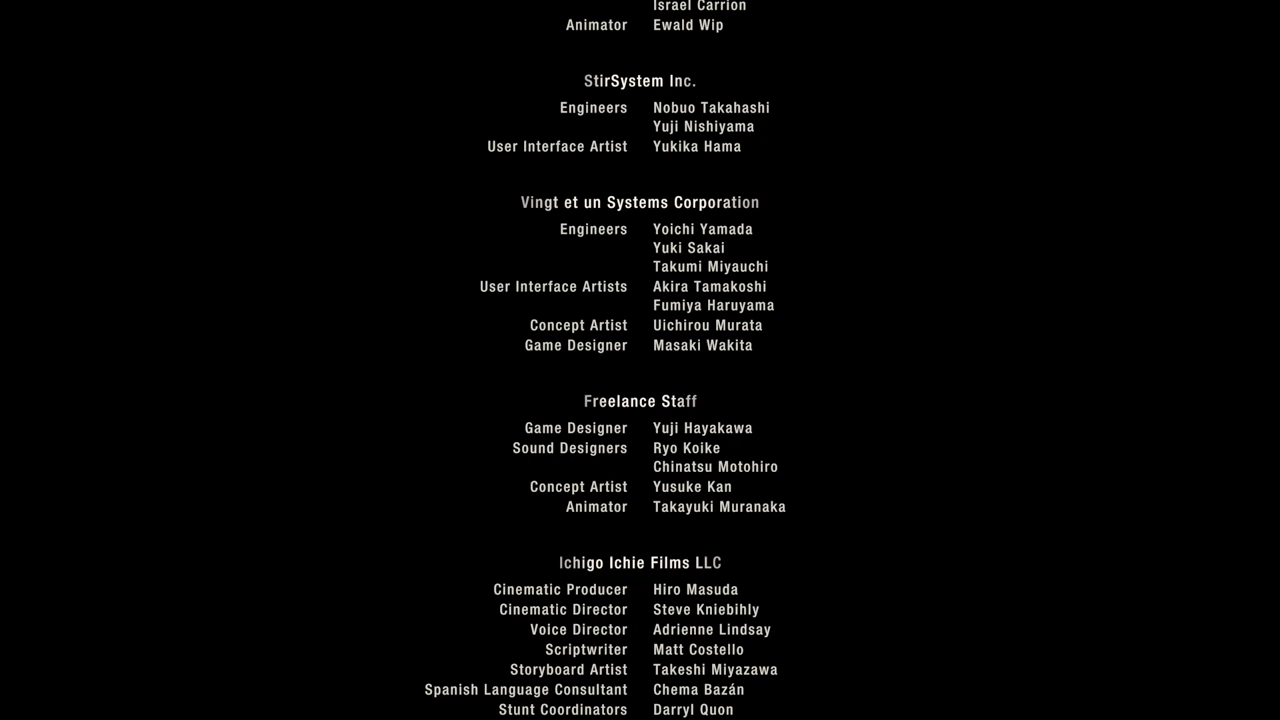 Israel Carrion
Animator Ewald Wip
StirSystem Inc.
Engineers Nobuo Takahashi
Yuji Nishiyama
User Interface Artist Yukika Hama
Vingt et un Systems Corporation
Engineers Yoichi Yamada
Yuki Sakai
Takumi Miyauchi
User Interface Artists Akira Tamakoshi
Fumiya Haruyama
Concept Artist Uichirou Murata
Game Designer Masaki Wakita
Freelance Staff
Game Designer Yuji Hayakawa
Sound Designers Ryo Koike
Chinatsu Motohiro
Concept Artist Yusuke Kan
Animator Takayuki Muranaka
Ichigo Ichie Films LLC
Cinematic Producer Hiro Masuda
Cinematic Director Steve Kniebihly
Voice Director Adrienne Lindsay
Scriptwriter Matt Costello
Storyboard Artist Takeshi Miyazawa
Spanish Language Consultant Chema Bazán
Stunt Coordinators Darryl Quon